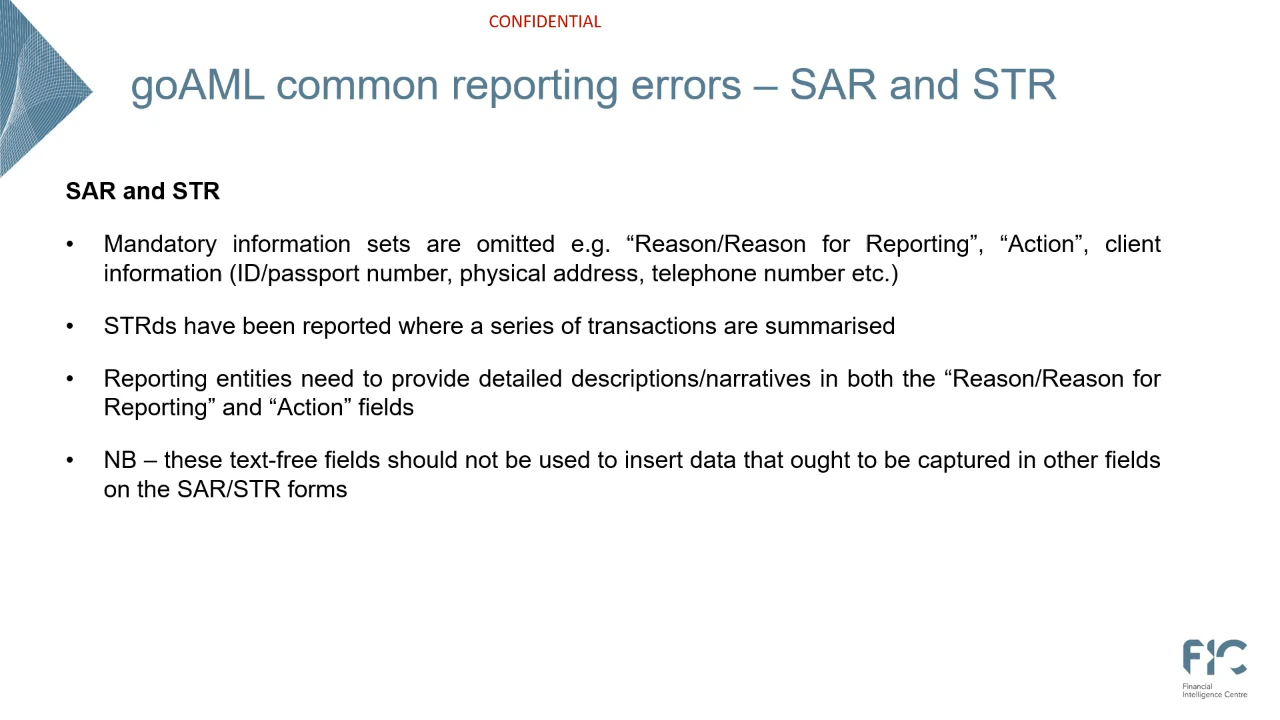 CONFIDENTIAL
goAML common reporting errors – SAR and STR
SAR and STR
• Mandatory information sets are omitted e.g. “Reason/Reason for Reporting”, “Action”, client
information (ID/passport number, physical address, telephone number etc.)
• STRds have been reported where a series of transactions are summarised
• Reporting entities need to provide detailed descriptions/narratives in both the “Reason/Reason for
Reporting” and “Action” fields
• NB – these text-free fields should not be used to insert data that ought to be captured in other fields
on the SAR/STR forms
FIC
Financial
Intelligence Centre